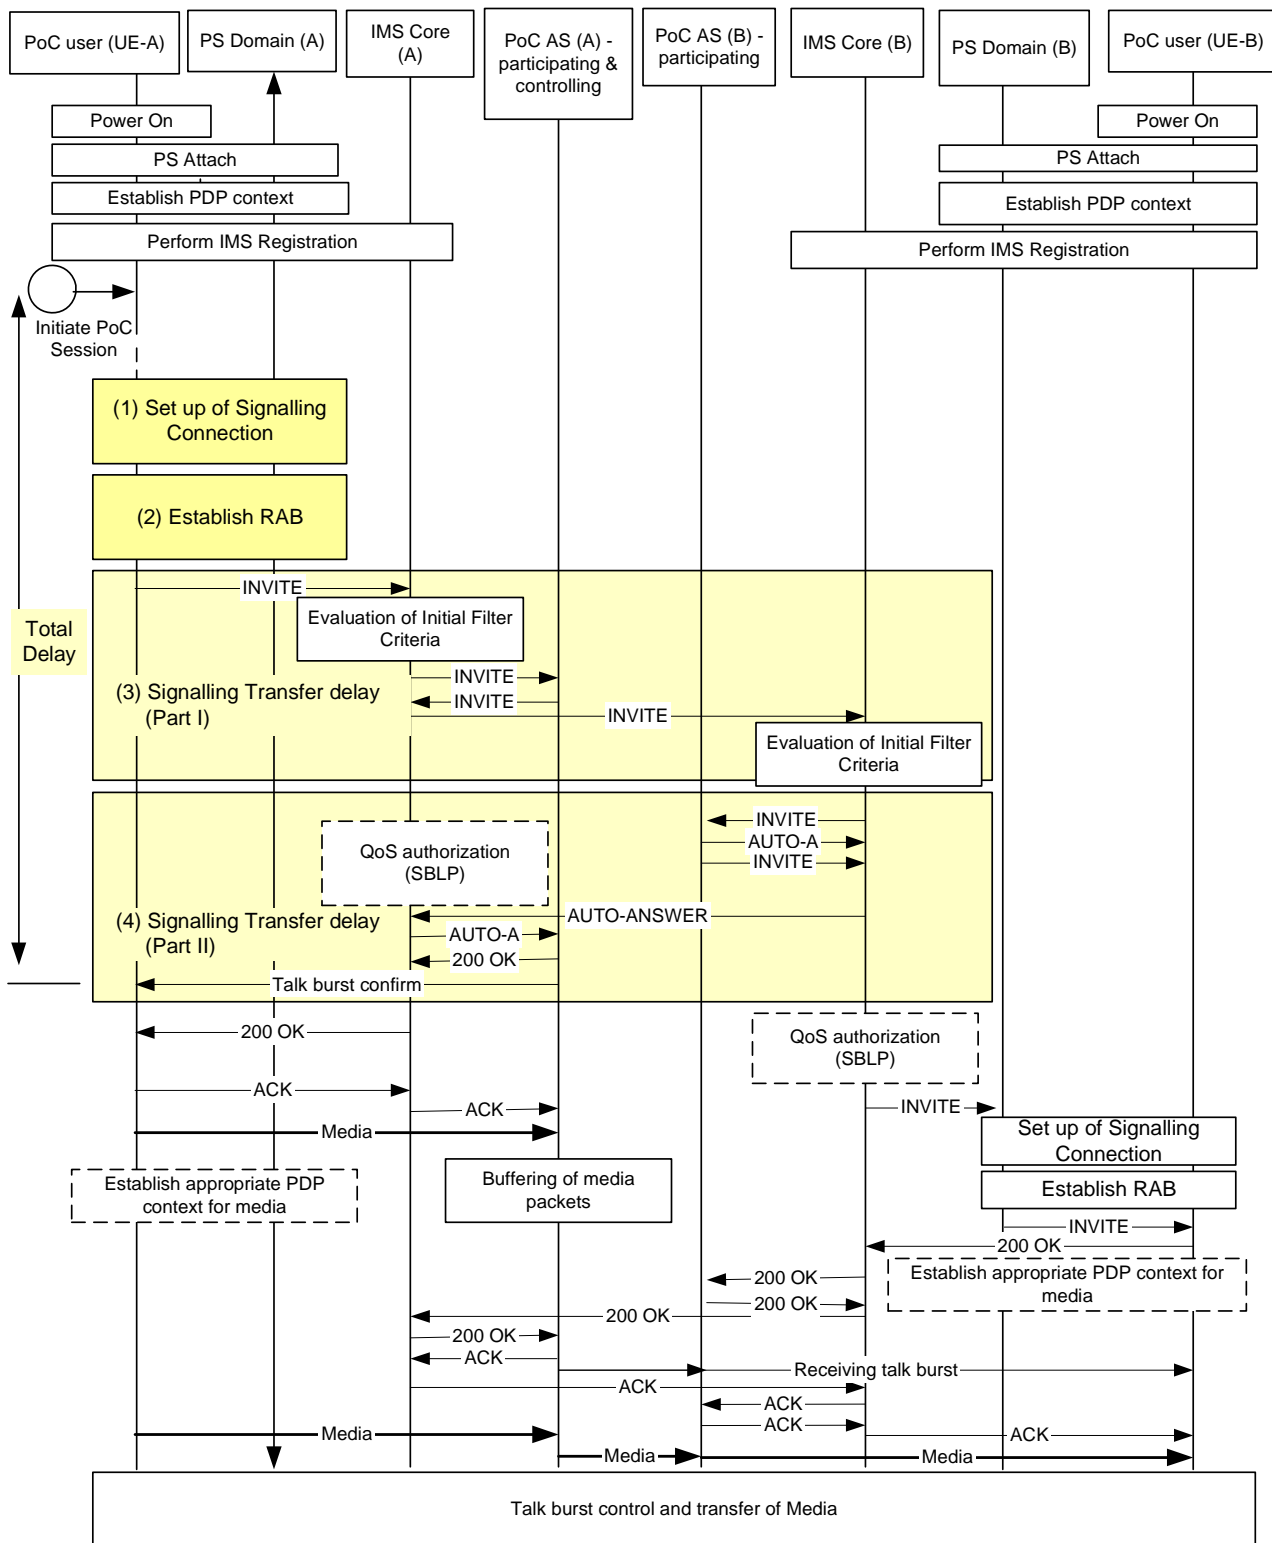 PoC user (UE-A)
PS Domain (A)
IMS Core
(A)
PoC AS (A) -
participating &
controlling
PoC AS (B) -
participating
IMS Core (B)
PS Domain (B)
PoC user (UE-B)
Power On
Power On
PS Attach
PS Attach
Establish PDP context
Establish PDP context
Perform IMS Registration
Perform IMS Registration
Initiate PoC
Session
(1) Set up of Signalling
Connection
(2) Establish RAB
Total
Delay
INVITE
Evaluation of Initial Filter
Criteria
INVITE
(3) Signalling Transfer delay
(Part I)
INVITE
INVITE
Evaluation of Initial Filter
Criteria
INVITE
AUTO-A
INVITE
QoS authorization
(SBLP)
AUTO-ANSWER
(4) Signalling Transfer delay
(Part II)
AUTO-A
200 OK
Talk burst confirm
200 OK
QoS authorization
(SBLP)
ACK
ACK
INVITE
Media
Set up of Signalling
Connection
Establish appropriate PDP
context for media
Buffering of media
packets
Establish RAB
INVITE
200 OK
Establish appropriate PDP context for
media
200 OK
200 OK
200 OK
200 OK
ACK
Receiving talk burst
ACK
ACK
ACK
Media
ACK
Media
Media
Talk burst control and transfer of Media